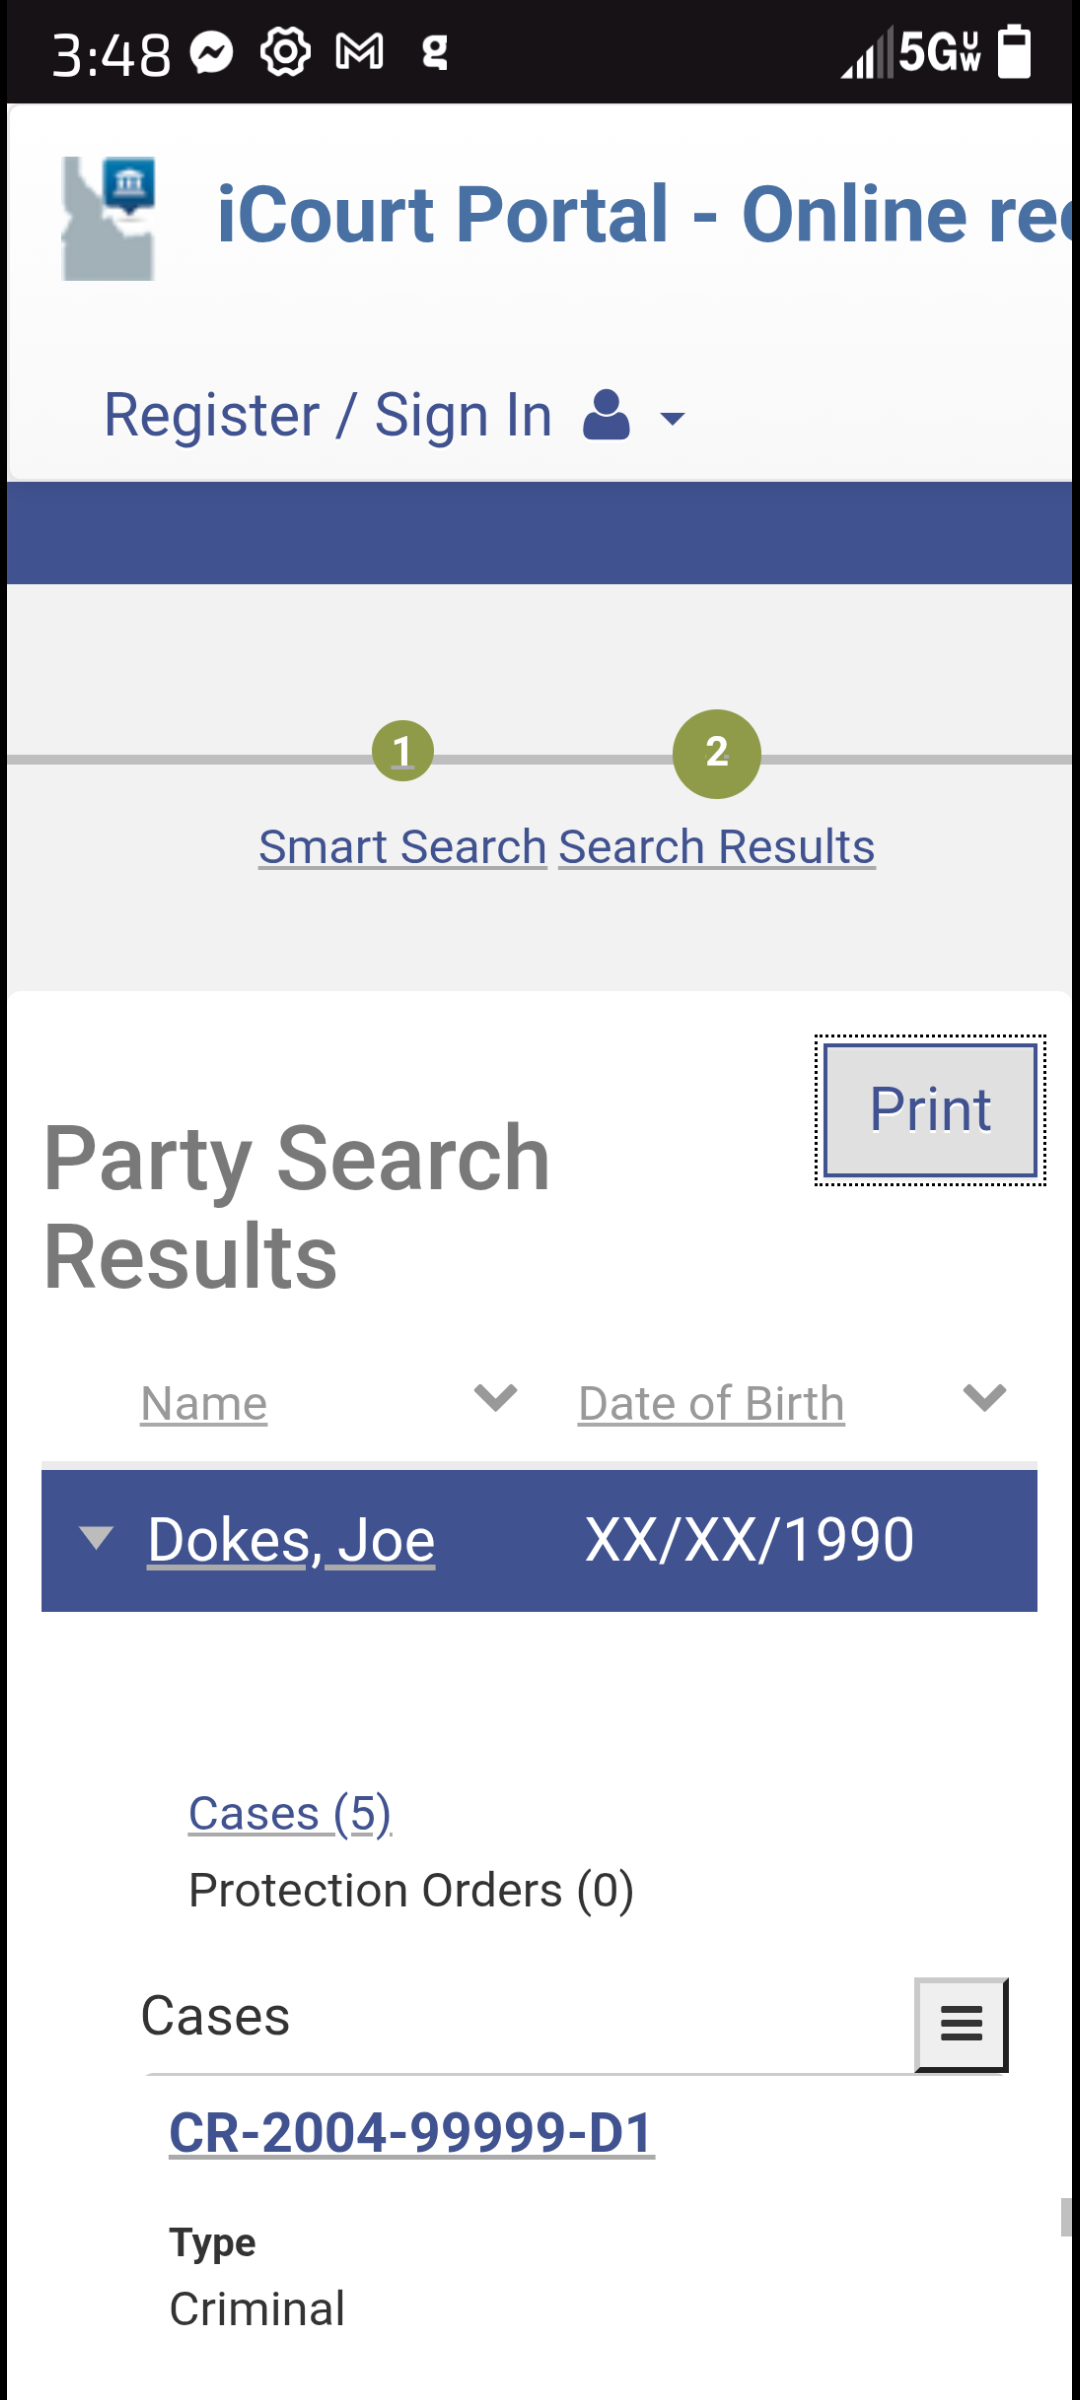 3:48 g 5G UW
iCourt Portal - Online rec
Register / Sign In
1 2
Smart Search Search Results
Print
Party Search
Results
Name Date of Birth
Dokes, Joe XX/XX/1990
Cases (5)
Protection Orders (0)
Cases
CR-2004-99999-D1
Type
Criminal